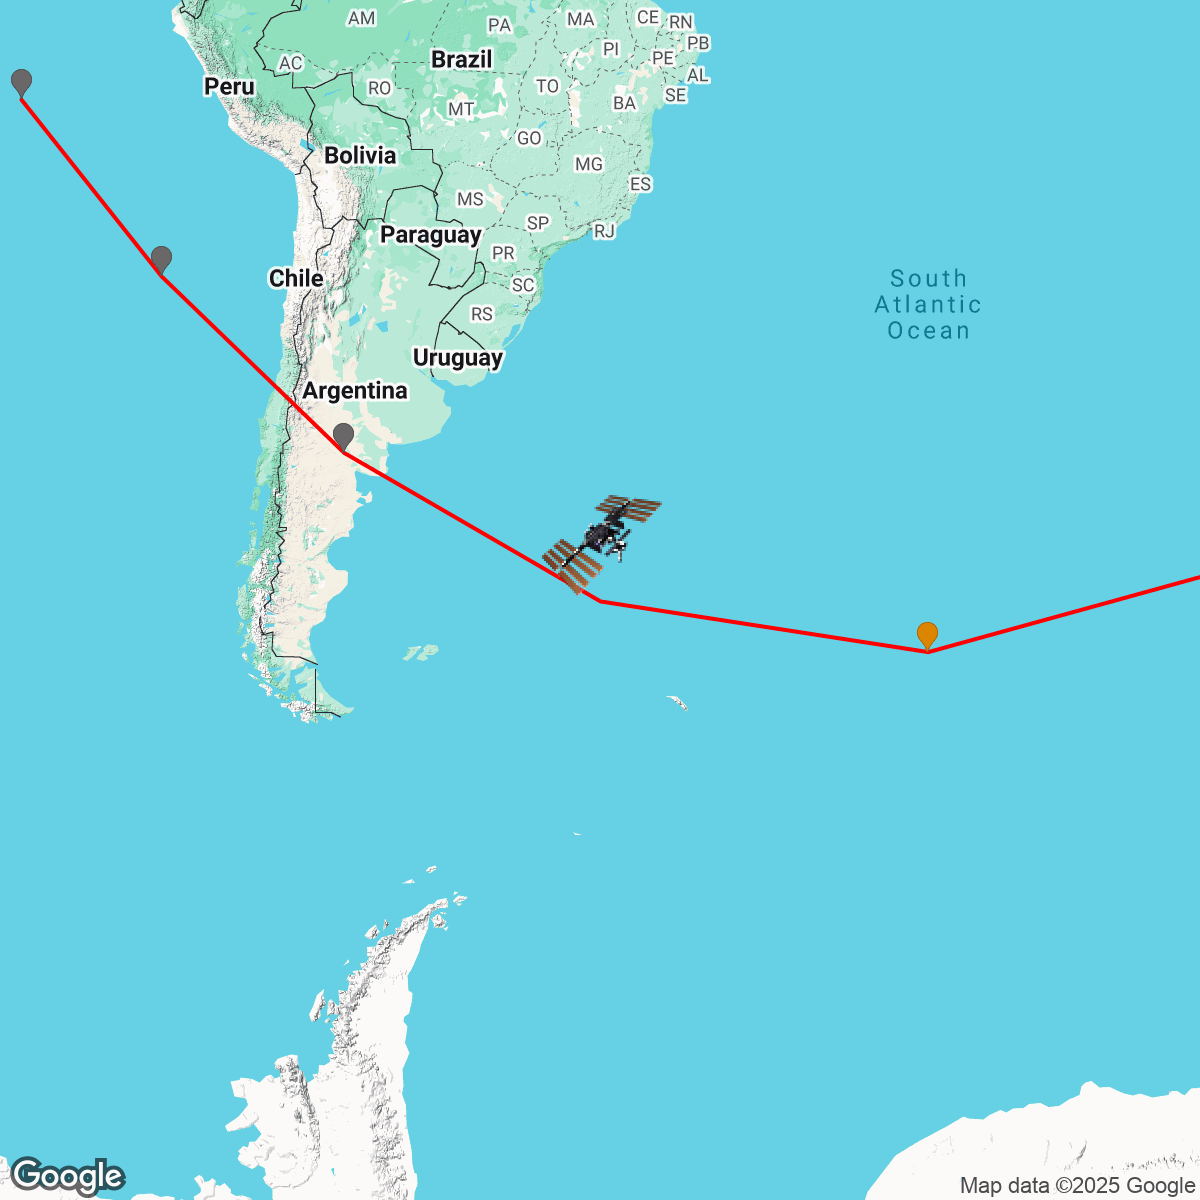 AM
PA
MA
CE
RN
PI
PB
Brazil
PE
AC
AL
Peru
RO
TO
SE
MT
BA
GO
Bolivia
MG
ES
MS
SP
RJ
Paraguay
PR
Chile
SC
South
Atlantic
Ocean
RS
Uruguay
Argentina
Google
Map data ©2025 Google